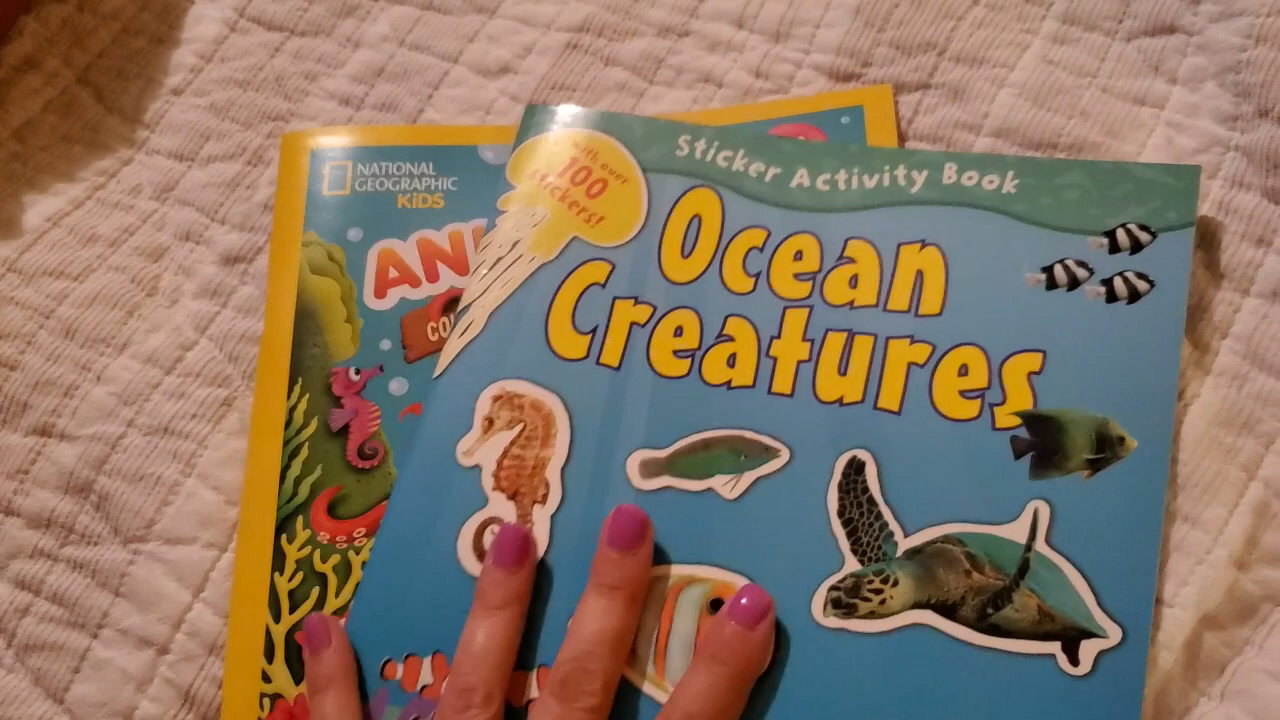 NATIONAL
GEOGRAPHIC
KiDS
with over
100
stickers!
Sticker Activity Book
Ocean
Creatures